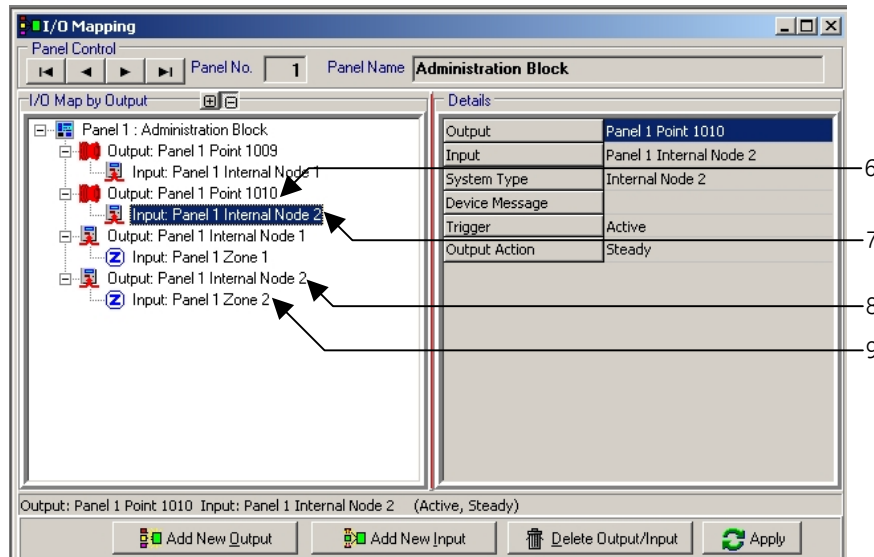 I/O Mapping
Panel Control
Panel No. 1 Panel Name Administration Block
I/O Map by Output
Panel 1 : Administration Block
Output: Panel 1 Point 1009
Input: Panel 1 Internal Node 1
Output: Panel 1 Point 1010
Input: Panel 1 Internal Node 2
Output: Panel 1 Internal Node 1
Z Input: Panel 1 Zone 1
Output: Panel 1 Internal Node 2
Z Input: Panel 1 Zone 2
Details
Output Panel 1 Point 1010
Input Panel 1 Internal Node 2
System Type Internal Node 2
Device Message
Trigger Active
Output Action Steady
6
7
8
9
Output: Panel 1 Point 1010 Input: Panel 1 Internal Node 2 (Active, Steady)
Add New Output Add New Input Delete Output/Input Apply